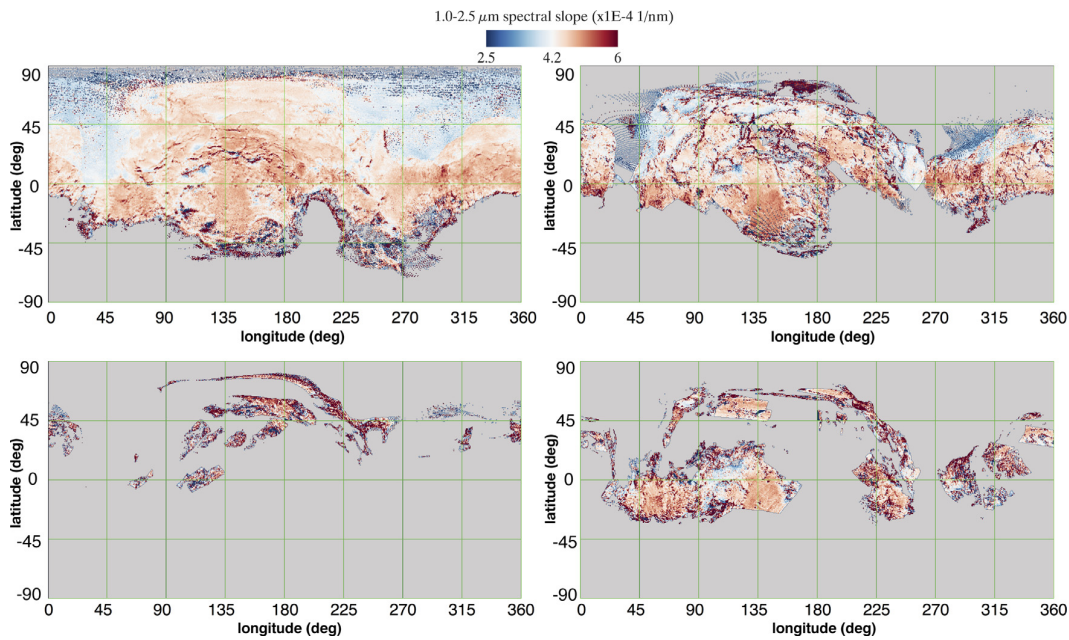 1.0-2.5 μm spectral slope (x1E-4 1/nm)
2.5 4.2 6
90 90
45 45
0 0
-45 -45
-90 -90
latitude (deg) latitude (deg)
0 45 90 135 180 225 270 315 360 0 45 90 135 180 225 270 315 360
longitude (deg) longitude (deg)
90 90
45 45
0 0
-45 -45
-90 -90
latitude (deg) latitude (deg)
0 45 90 135 180 225 270 315 360 0 45 90 135 180 225 270 315 360
longitude (deg) longitude (deg)